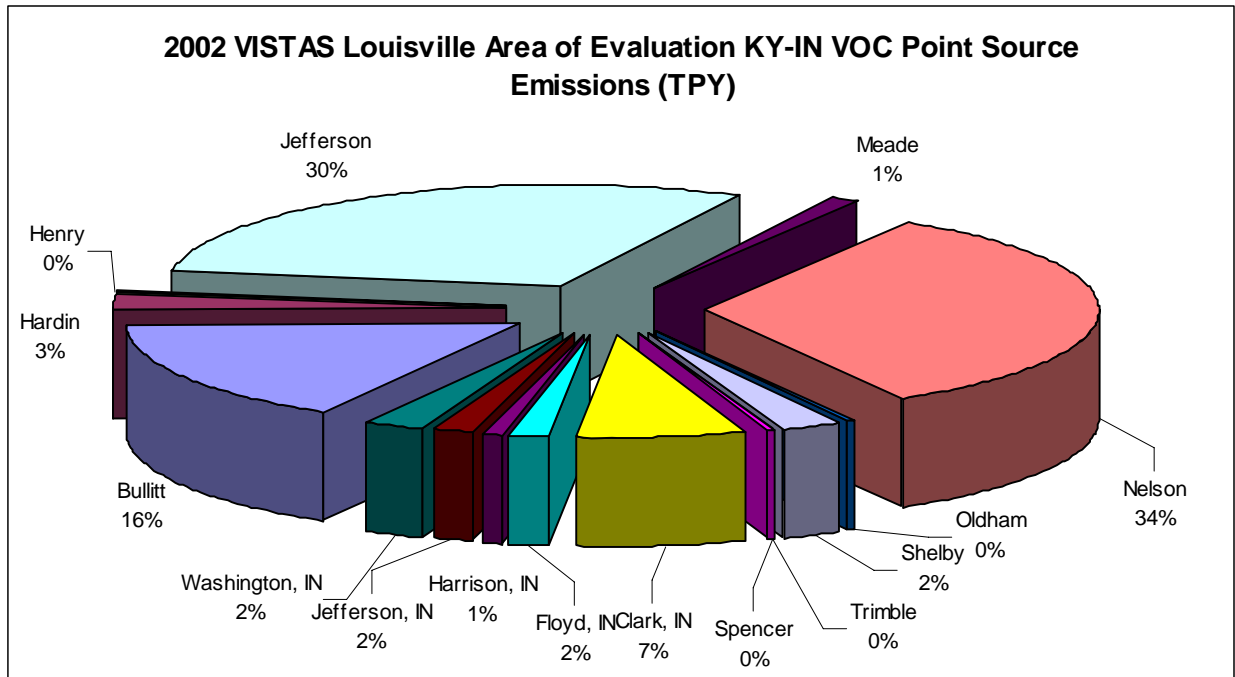 2002 VISTAS Louisville Area of Evaluation KY-IN VOC Point Source
Emissions (TPY)
Jefferson
30%
Meade
1%
Henry
0%
Hardin
3%
Bullitt
16%
Nelson
34%
Oldham
0%
Shelby
2%
Trimble
0%
Spencer
0%
Clark, IN
7%
Floyd, IN
2%
Harrison, IN
1%
Jefferson, IN
2%
Washington, IN
2%